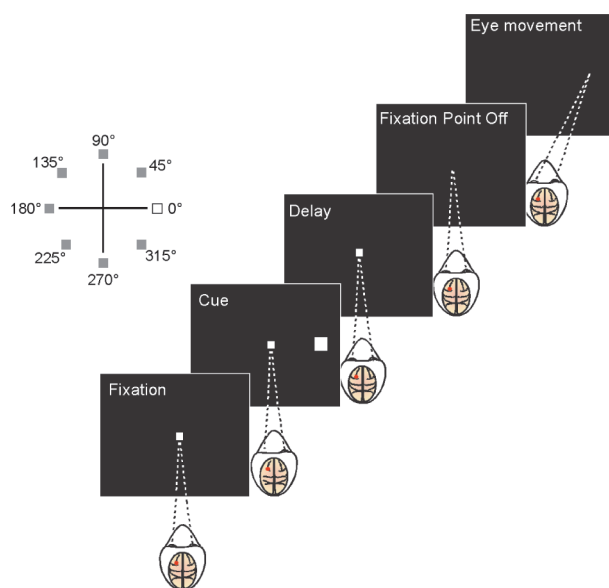 Eye movement
Fixation Point Off
90°
135°
45°
180°
0°
Delay
225°
315°
270°
Cue
Fixation